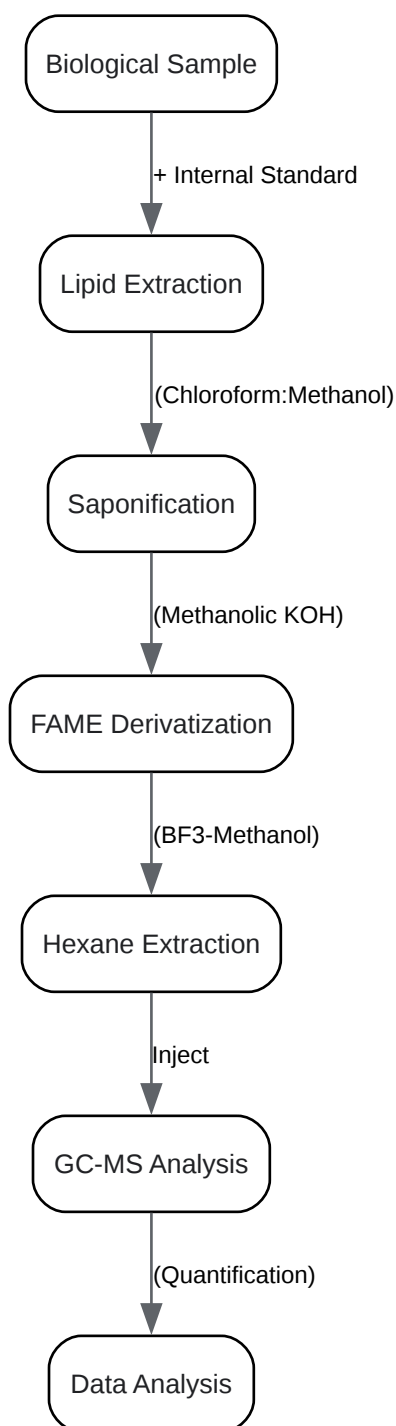 Biological Sample
+ Internal Standard
Lipid Extraction
(Chloroform:Methanol)
Saponification
(Methanolic KOH)
FAME Derivatization
(BF3-Methanol)
Hexane Extraction
Inject
GC-MS Analysis
(Quantification)
Data Analysis